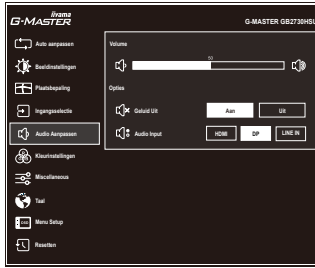 iiyama
G-MASTER
G-MASTER GB2730HSU
Auto aanpassen
Beeldinstellingen
Plaatsbepaling
Ingangsselectie
Audio Aanpassen
Kleurinstellingen
Miscellaneous
Taal
OSD
Menu Setup
Resetten
Volume
50
Opties
Geluid Uit
Aan
Uit
Audio Input
HDMI
DP
LINE IN